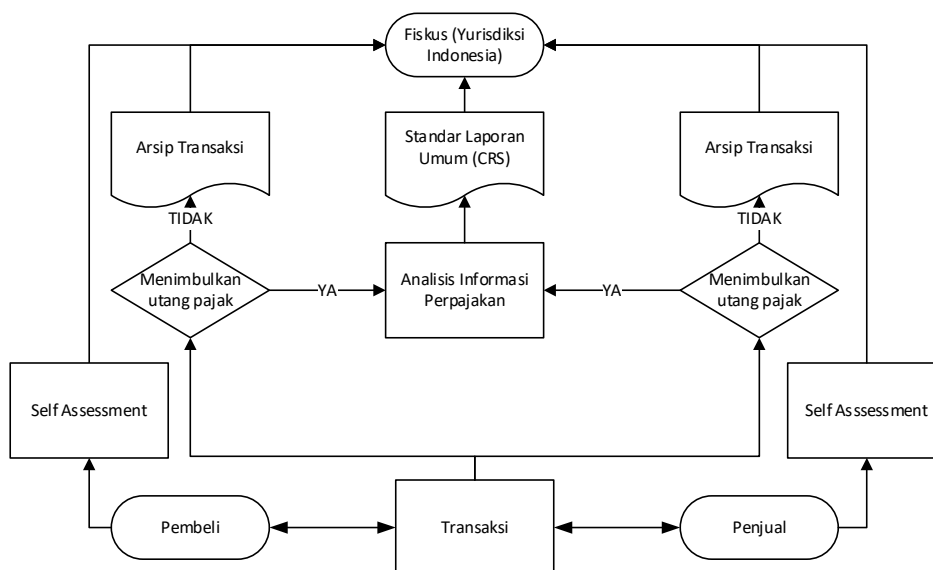 Fiskus (Yurisdiksi
Indonesia)
Arsip Transaksi
Standar Laporan
Umum (CRS)
Arsip Transaksi
TIDAK
TIDAK
Menimbulkan
utang pajak
YA
Analisis Informasi
Perpajakan
YA
Menimbulkan
utang pajak
Self Assessment
Self Asssessment
Pembeli
Transaksi
Penjual